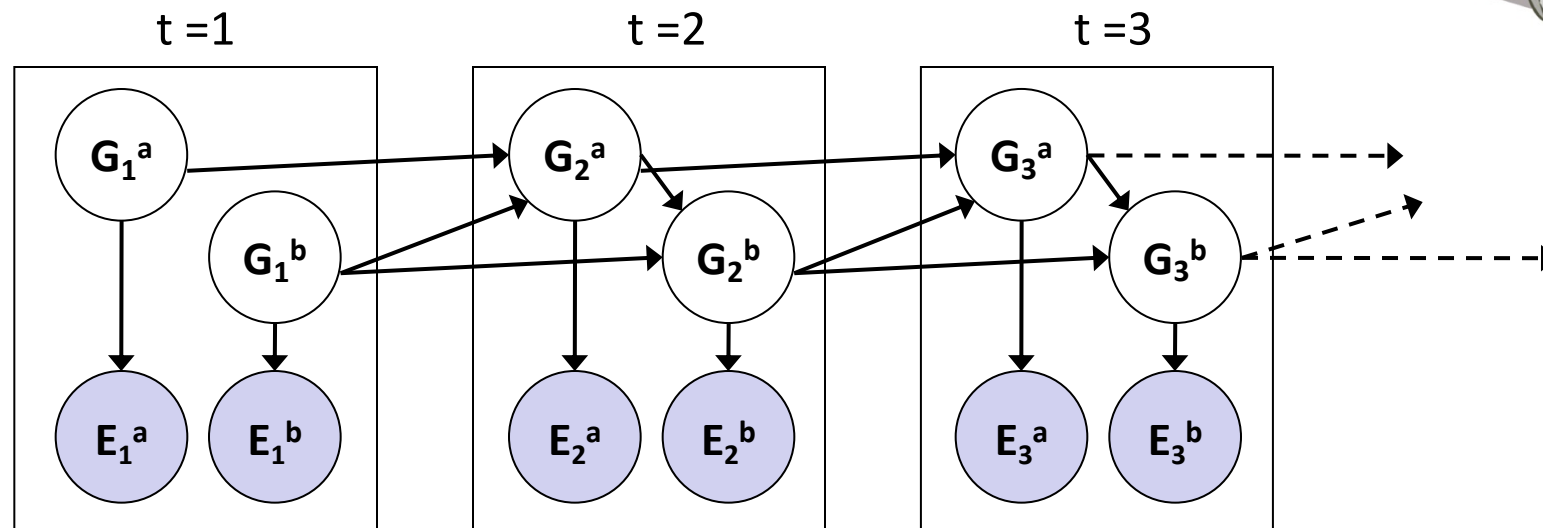 t =1 t =2 t =3
G₁ᵃ G₂ᵃ G₃ᵃ
G₁ᵇ G₂ᵇ G₃ᵇ
E₁ᵃ E₁ᵇ E₂ᵃ E₂ᵇ E₃ᵃ E₃ᵇ